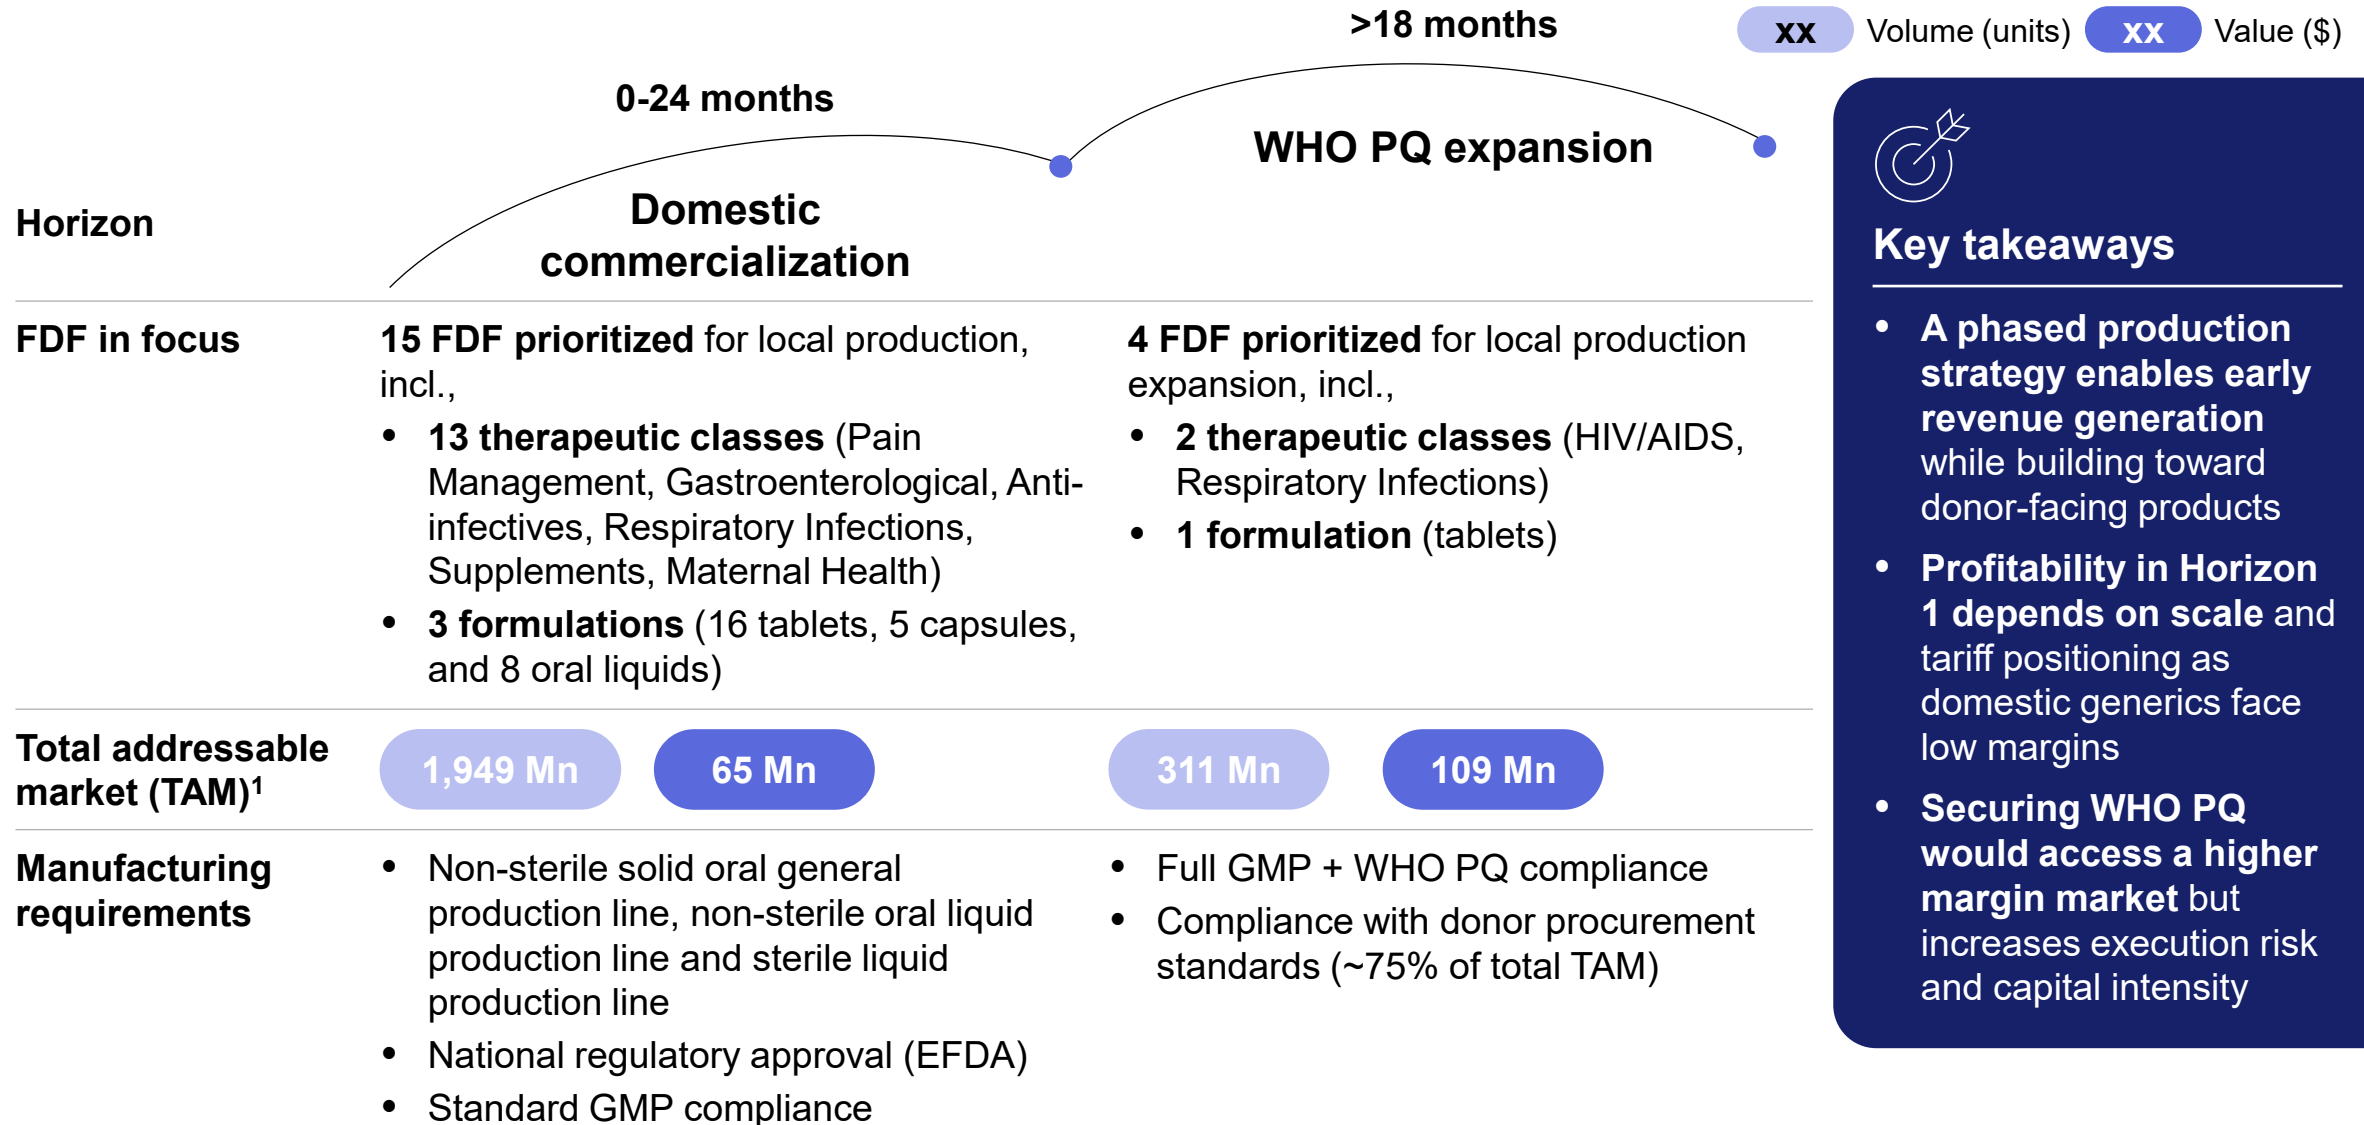 >18 months
xx Volume (units) xx Value ($)
0-24 months
WHO PQ expansion
Horizon
Domestic
commercialization
FDF in focus
15 FDF prioritized for local production,
incl.,
• 13 therapeutic classes (Pain
Management, Gastroenterological, Anti-
infectives, Respiratory Infections,
Supplements, Maternal Health)
• 3 formulations (16 tablets, 5 capsules,
and 8 oral liquids)
4 FDF prioritized for local production
expansion, incl.,
• 2 therapeutic classes (HIV/AIDS,
Respiratory Infections)
• 1 formulation (tablets)
Total addressable
market (TAM)¹
1,949 Mn
65 Mn
311 Mn
109 Mn
Manufacturing
requirements
• Non-sterile solid oral general
production line, non-sterile oral liquid
production line and sterile liquid
production line
• National regulatory approval (EFDA)
• Standard GMP compliance
• Full GMP + WHO PQ compliance
• Compliance with donor procurement
standards (~75% of total TAM)
Key takeaways
• A phased production
strategy enables early
revenue generation
while building toward
donor-facing products
• Profitability in Horizon
1 depends on scale and
tariff positioning as
domestic generics face
low margins
• Securing WHO PQ
would access a higher
margin market but
increases execution risk
and capital intensity